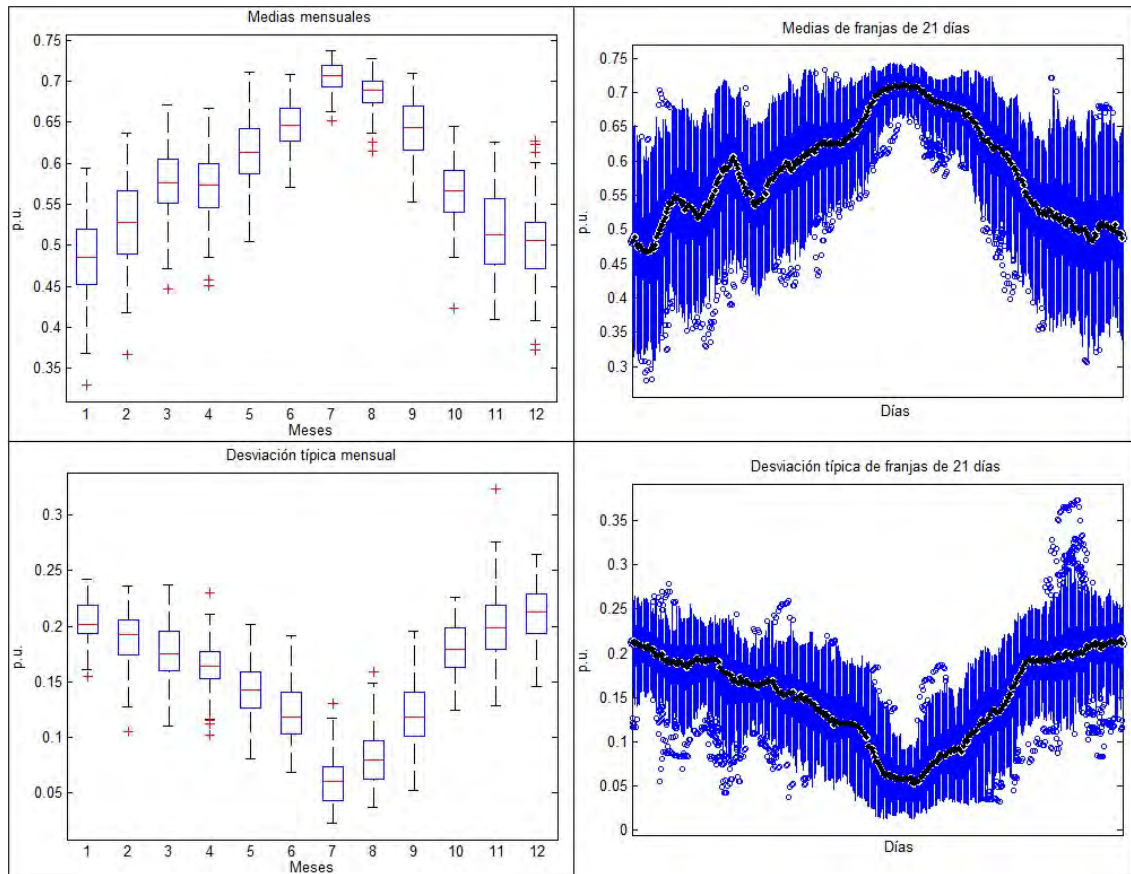 Medias mensuales
0.75
0.7
0.65
0.6
0.55
0.5
0.45
0.4
0.35
p.u.
1 2 3 4 5 6 7 8 9 10 11 12
Meses
Medias de franjas de 21 días
0.7
0.65
0.6
0.55
0.5
0.45
0.4
0.35
0.3
p.u.
Días
Desviación típica mensual
0.3
0.25
0.2
0.15
0.1
0.05
p.u.
1 2 3 4 5 6 7 8 9 10 11 12
Meses
Desviación típica de franjas de 21 días
0.35
0.3
0.25
0.2
0.15
0.1
0.05
0
p.u.
Días